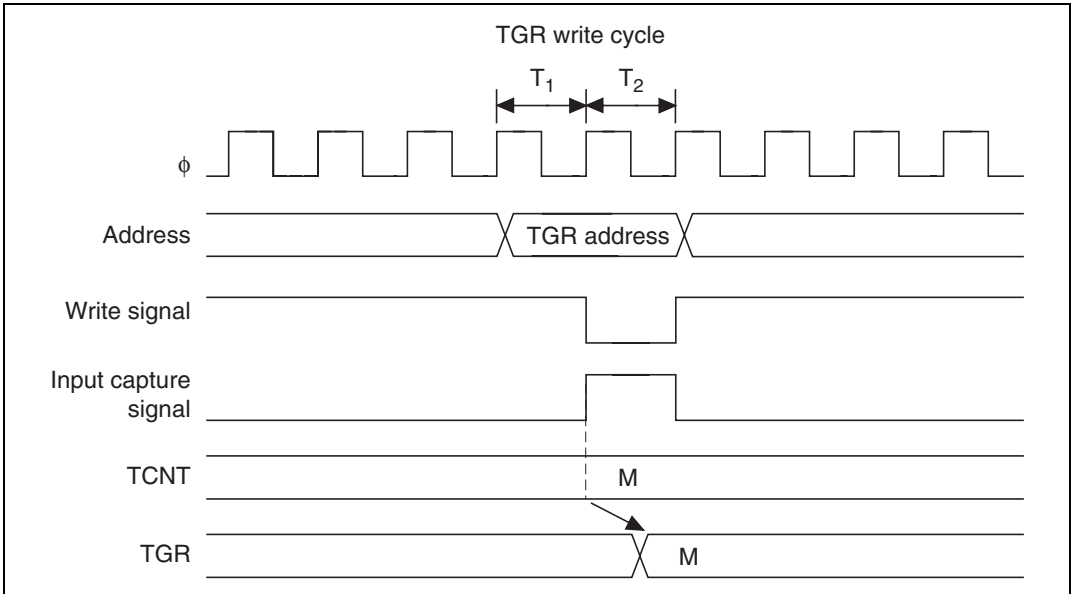 TGR write cycle
T1 T2
ϕ
Address TGR address
Write signal
Input capture
signal
TCNT M
TGR M